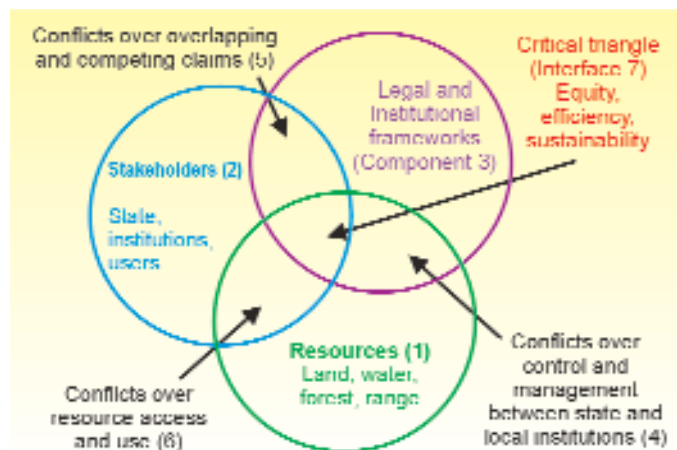 Conflicts over overlapping
and competing claims (5)
Critical triangle
(Interface 7)
Equity,
efficiency,
sustainability
Legal and
Institutional
frameworks
(Component 3)
Stakeholders (2)
State,
institutions,
users
Resources (1)
Land, water,
forest, range
Conflicts over
resource access
and use (6)
Conflicts over
control and
management
between state and
local institutions (4)